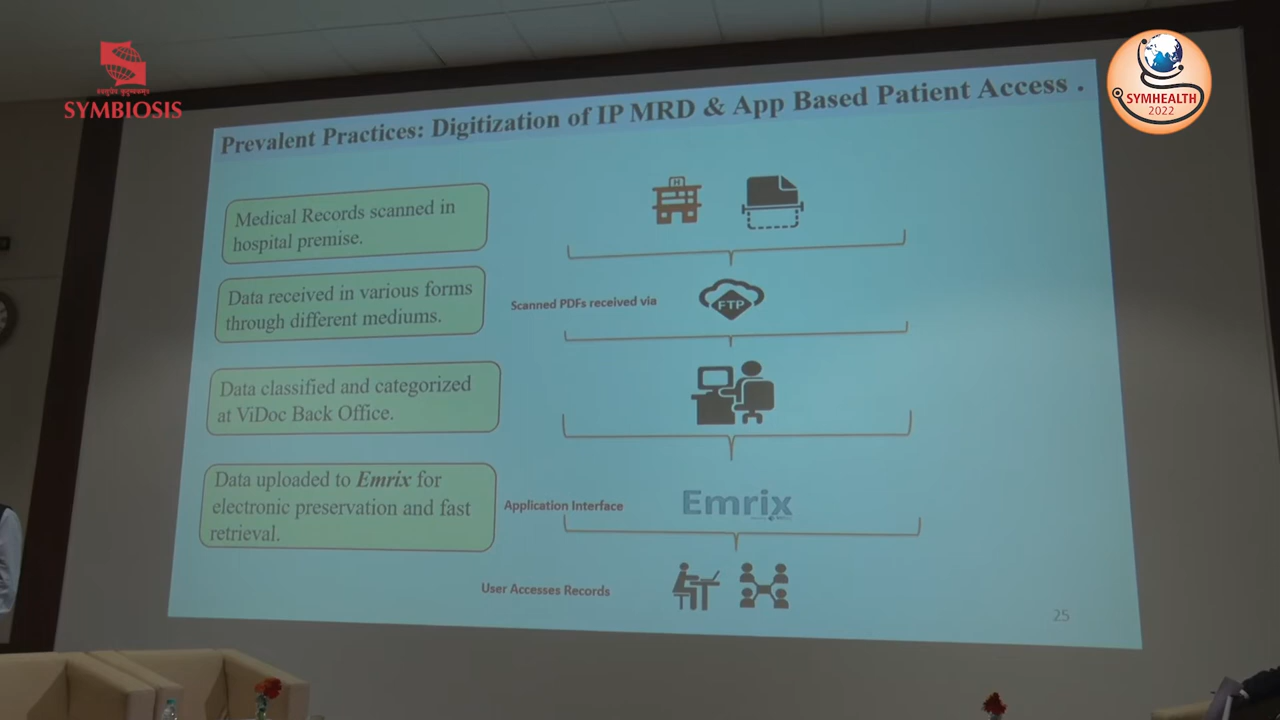 SYMBIOSIS
SYMHEALTH
2022
Prevalent Practices: Digitization of IP MRD & App Based Patient Access .
Medical Records scanned in
hospital premise.
H
Data received in various forms
through different mediums.
Scanned PDFs received via
FTP
Data classified and categorized
at ViDoc Back Office.
Data uploaded to Emrix for
electronic preservation and fast
retrieval.
Application Interface
Emrix
User Accesses Records
25